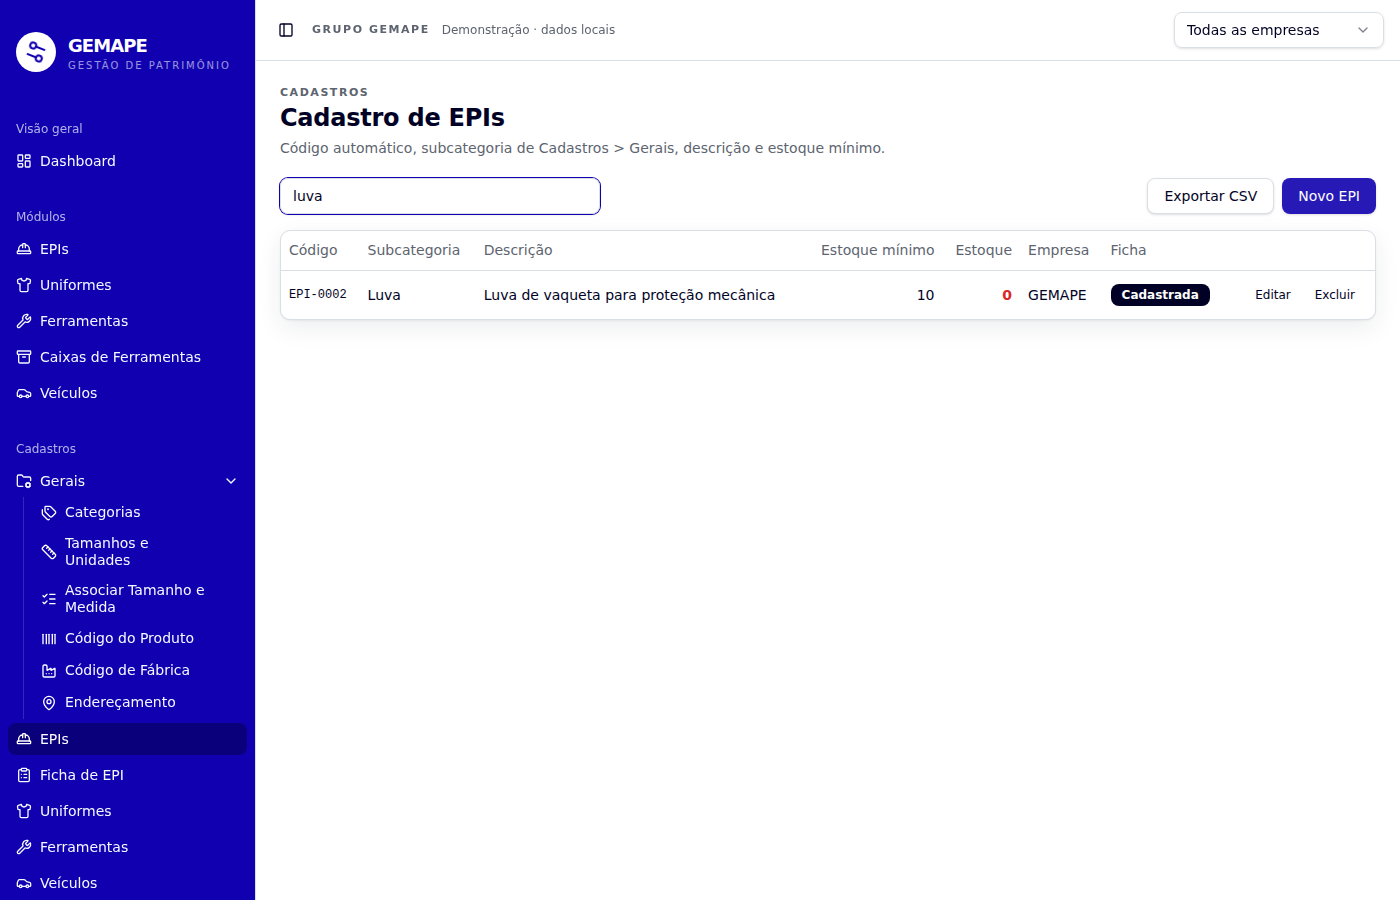 GEMAPE
GESTÃO DE PATRIMÔNIO
Visão geral
Dashboard
Módulos
EPIs
Uniformes
Ferramentas
Caixas de Ferramentas
Veículos
Cadastros
Gerais
Categorias
Tamanhos e
Unidades
Associar Tamanho e
Medida
Código do Produto
Código de Fábrica
Endereçamento
EPIs
Ficha de EPI
Uniformes
Ferramentas
Veículos
GRUPO GEMAPE Demonstração · dados locais
Todas as empresas
CADASTROS
Cadastro de EPIs
Código automático, subcategoria de Cadastros > Gerais, descrição e estoque mínimo.
luva
Exportar CSV
Novo EPI
Código Subcategoria Descrição Estoque mínimo Estoque Empresa Ficha
EPI-0002 Luva Luva de vaqueta para proteção mecânica 10 0 GEMAPE Cadastrada Editar Excluir